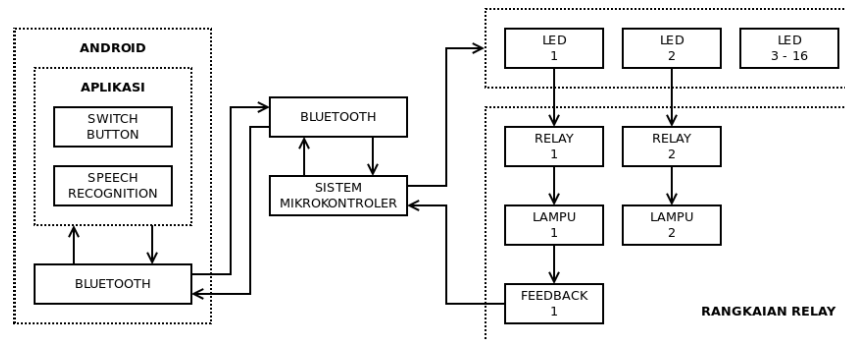 ANDROID
APLIKASI
SWITCH
BUTTON
SPEECH
RECOGNITION
BLUETOOTH
BLUETOOTH
SISTEM
MIKROKONTROLER
LED
1
LED
2
LED
3 - 16
RELAY
1
RELAY
2
LAMPU
1
LAMPU
2
FEEDBACK
1
RANGKAIAN RELAY